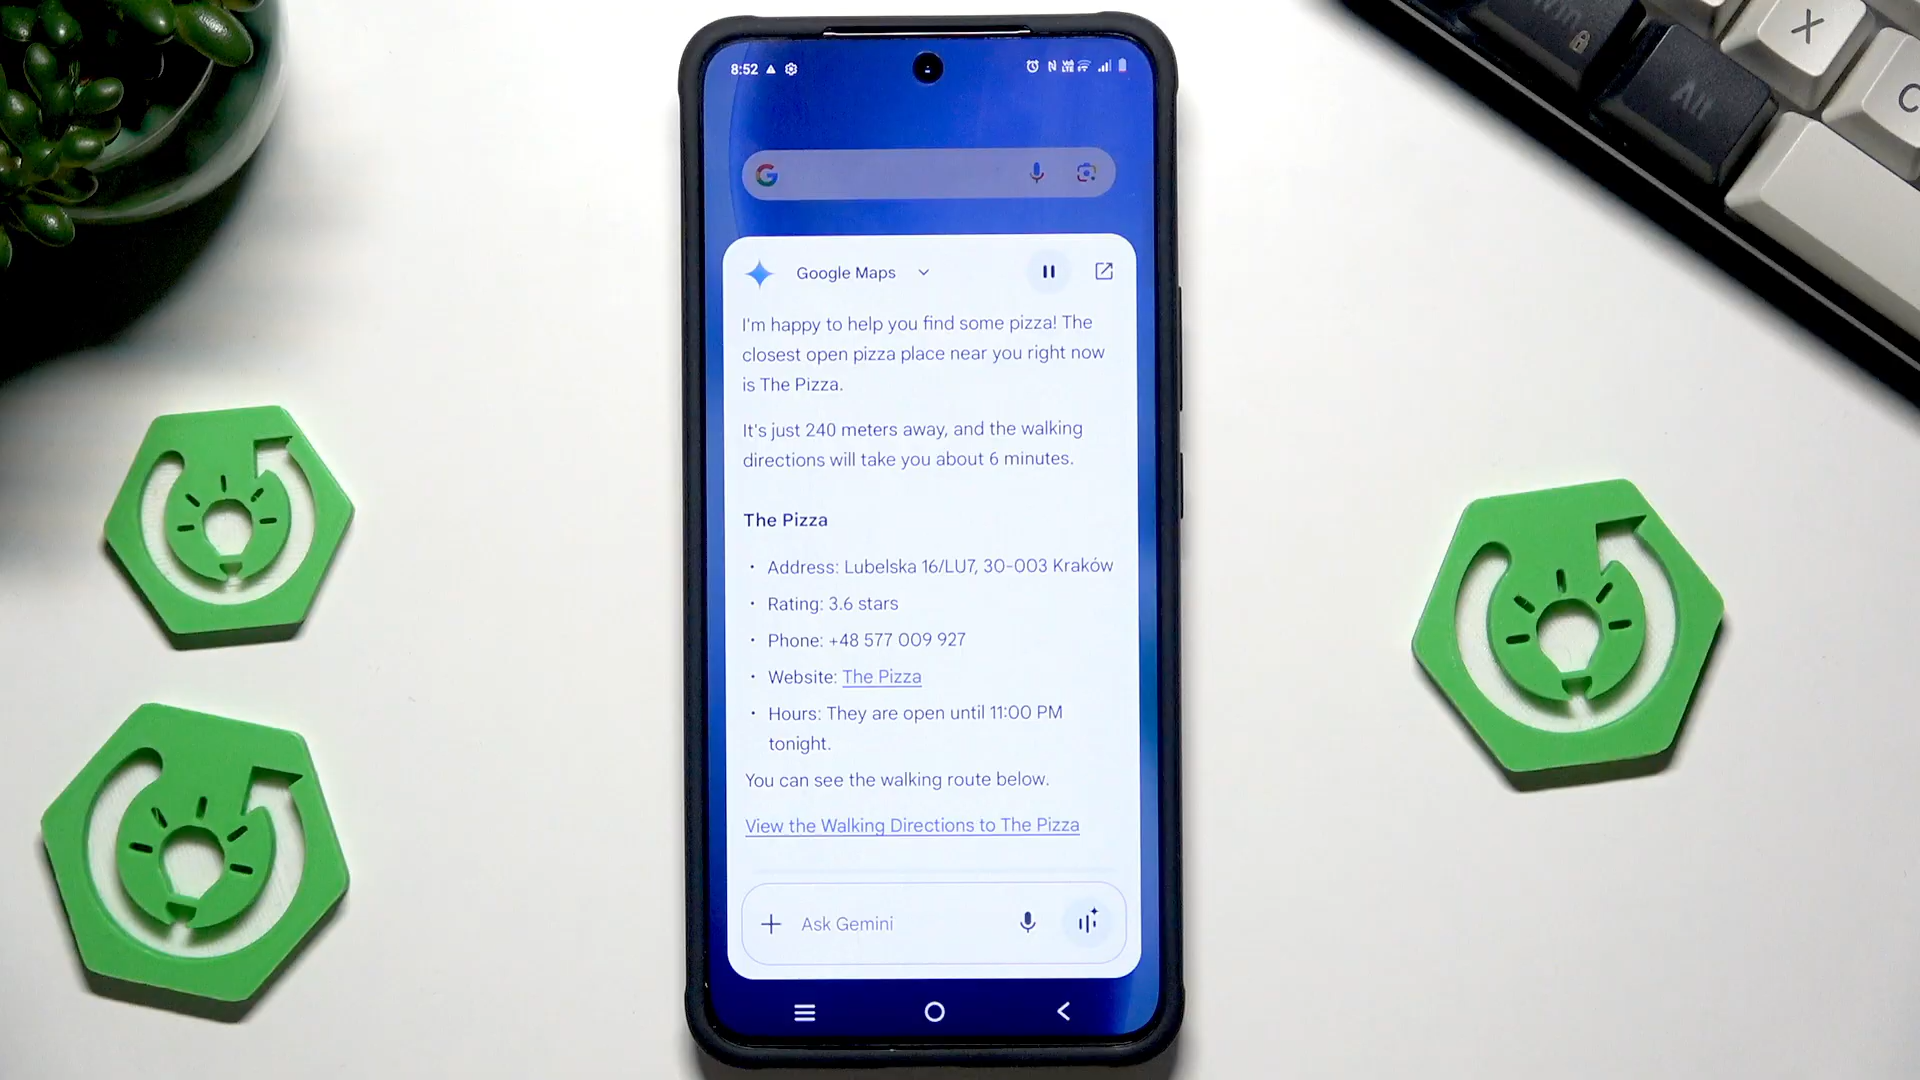 8:52
Google Maps
I'm happy to help you find some pizza! The
closest open pizza place near you right now
is The Pizza.
It's just 240 meters away, and the walking
directions will take you about 6 minutes.
The Pizza
• Address: Lubelska 16/LU7, 30-003 Kraków
• Rating: 3.6 stars
• Phone: +48 577 009 927
• Website: The Pizza
• Hours: They are open until 11:00 PM
tonight.
You can see the walking route below.
View the Walking Directions to The Pizza
Ask Gemini
Win
X
Alt
C